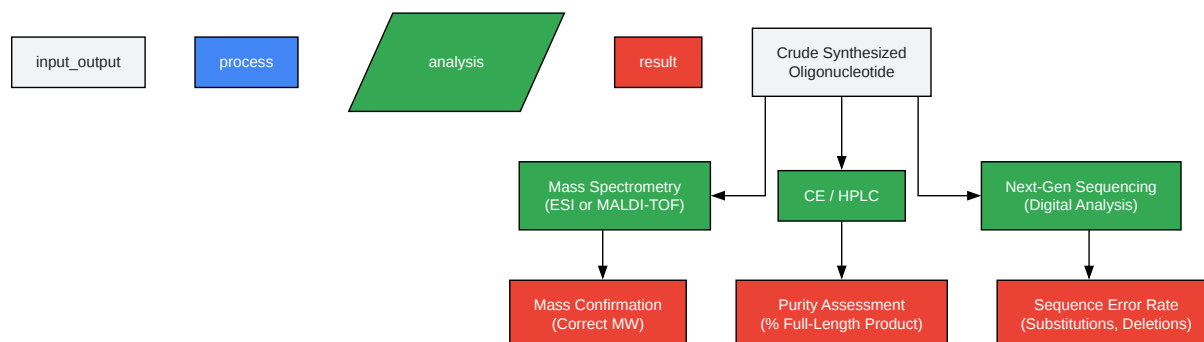 input_output
process
analysis
result
Crude Synthesized
Oligonucleotide
Mass Spectrometry
(ESI or MALDI-TOF)
CE / HPLC
Next-Gen Sequencing
(Digital Analysis)
Mass Confirmation
(Correct MW)
Purity Assessment
(% Full-Length Product)
Sequence Error Rate
(Substitutions, Deletions)